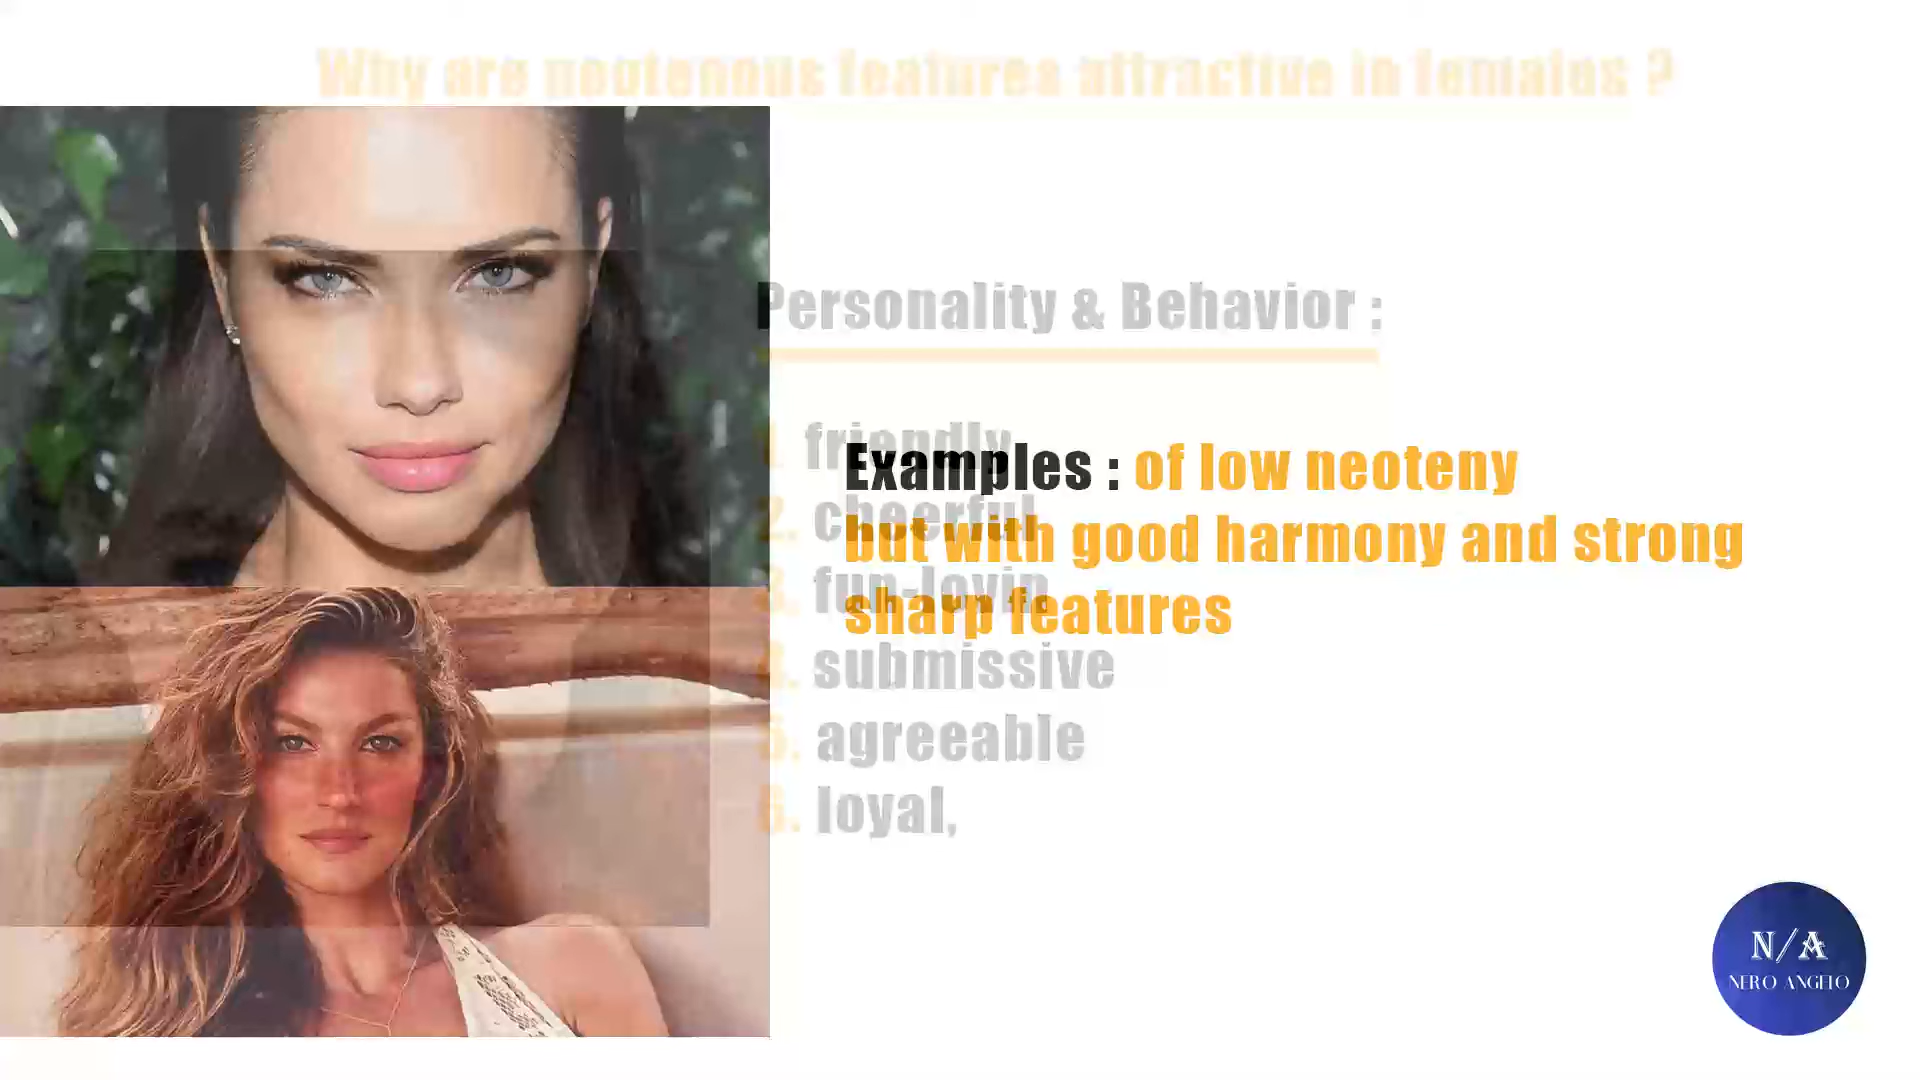 Why are neotenous features attractive in females ?
Personality & Behavior :
1. friendly
2. cheerful
3. fun-lovin
4. submissive
5. agreeable
6. loyal,
Examples : of low neoteny
but with good harmony and strong
sharp features
N/A
NERO ANGELO